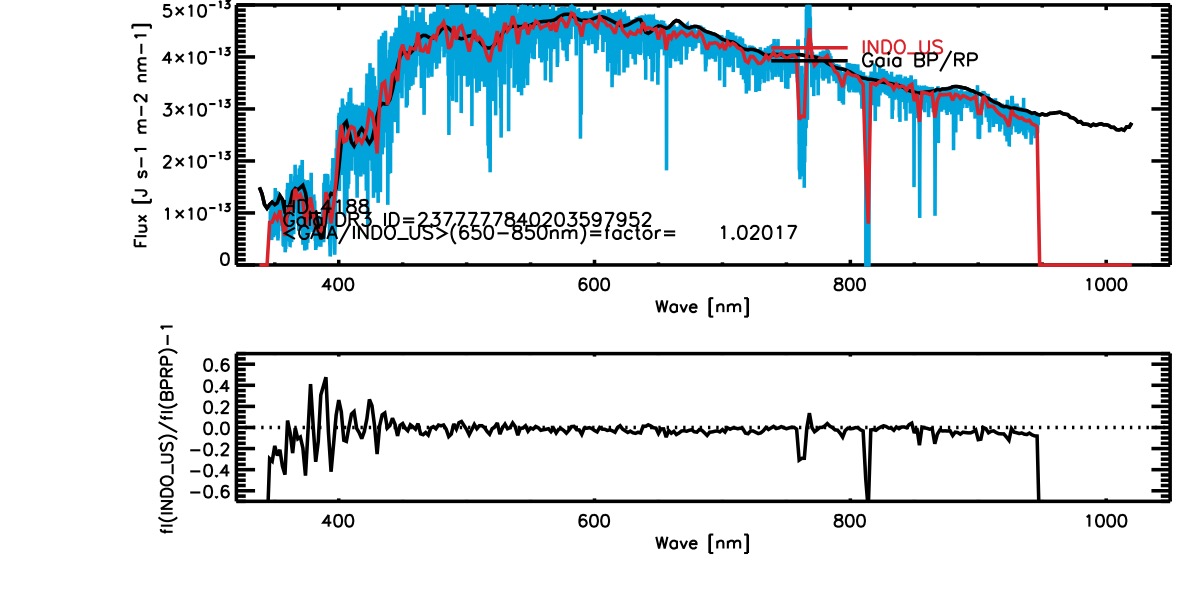 5×10−13
4×10−13
3×10−13
2×10−13
1×10−13
0
Flux [J s−1 m−2 nm−1]
INDO_US
Gaia BP/RP
HD 4188
Gaia DR3 ID=2377777840203597952
<GAIA/INDO_US>(650−850nm)=factor= 1.02017
400 600 800 1000
Wave [nm]
0.6
0.4
0.2
0.0
−0.2
−0.4
−0.6
fl(INDO_US)/fl(BPRP)−1
400 600 800 1000
Wave [nm]